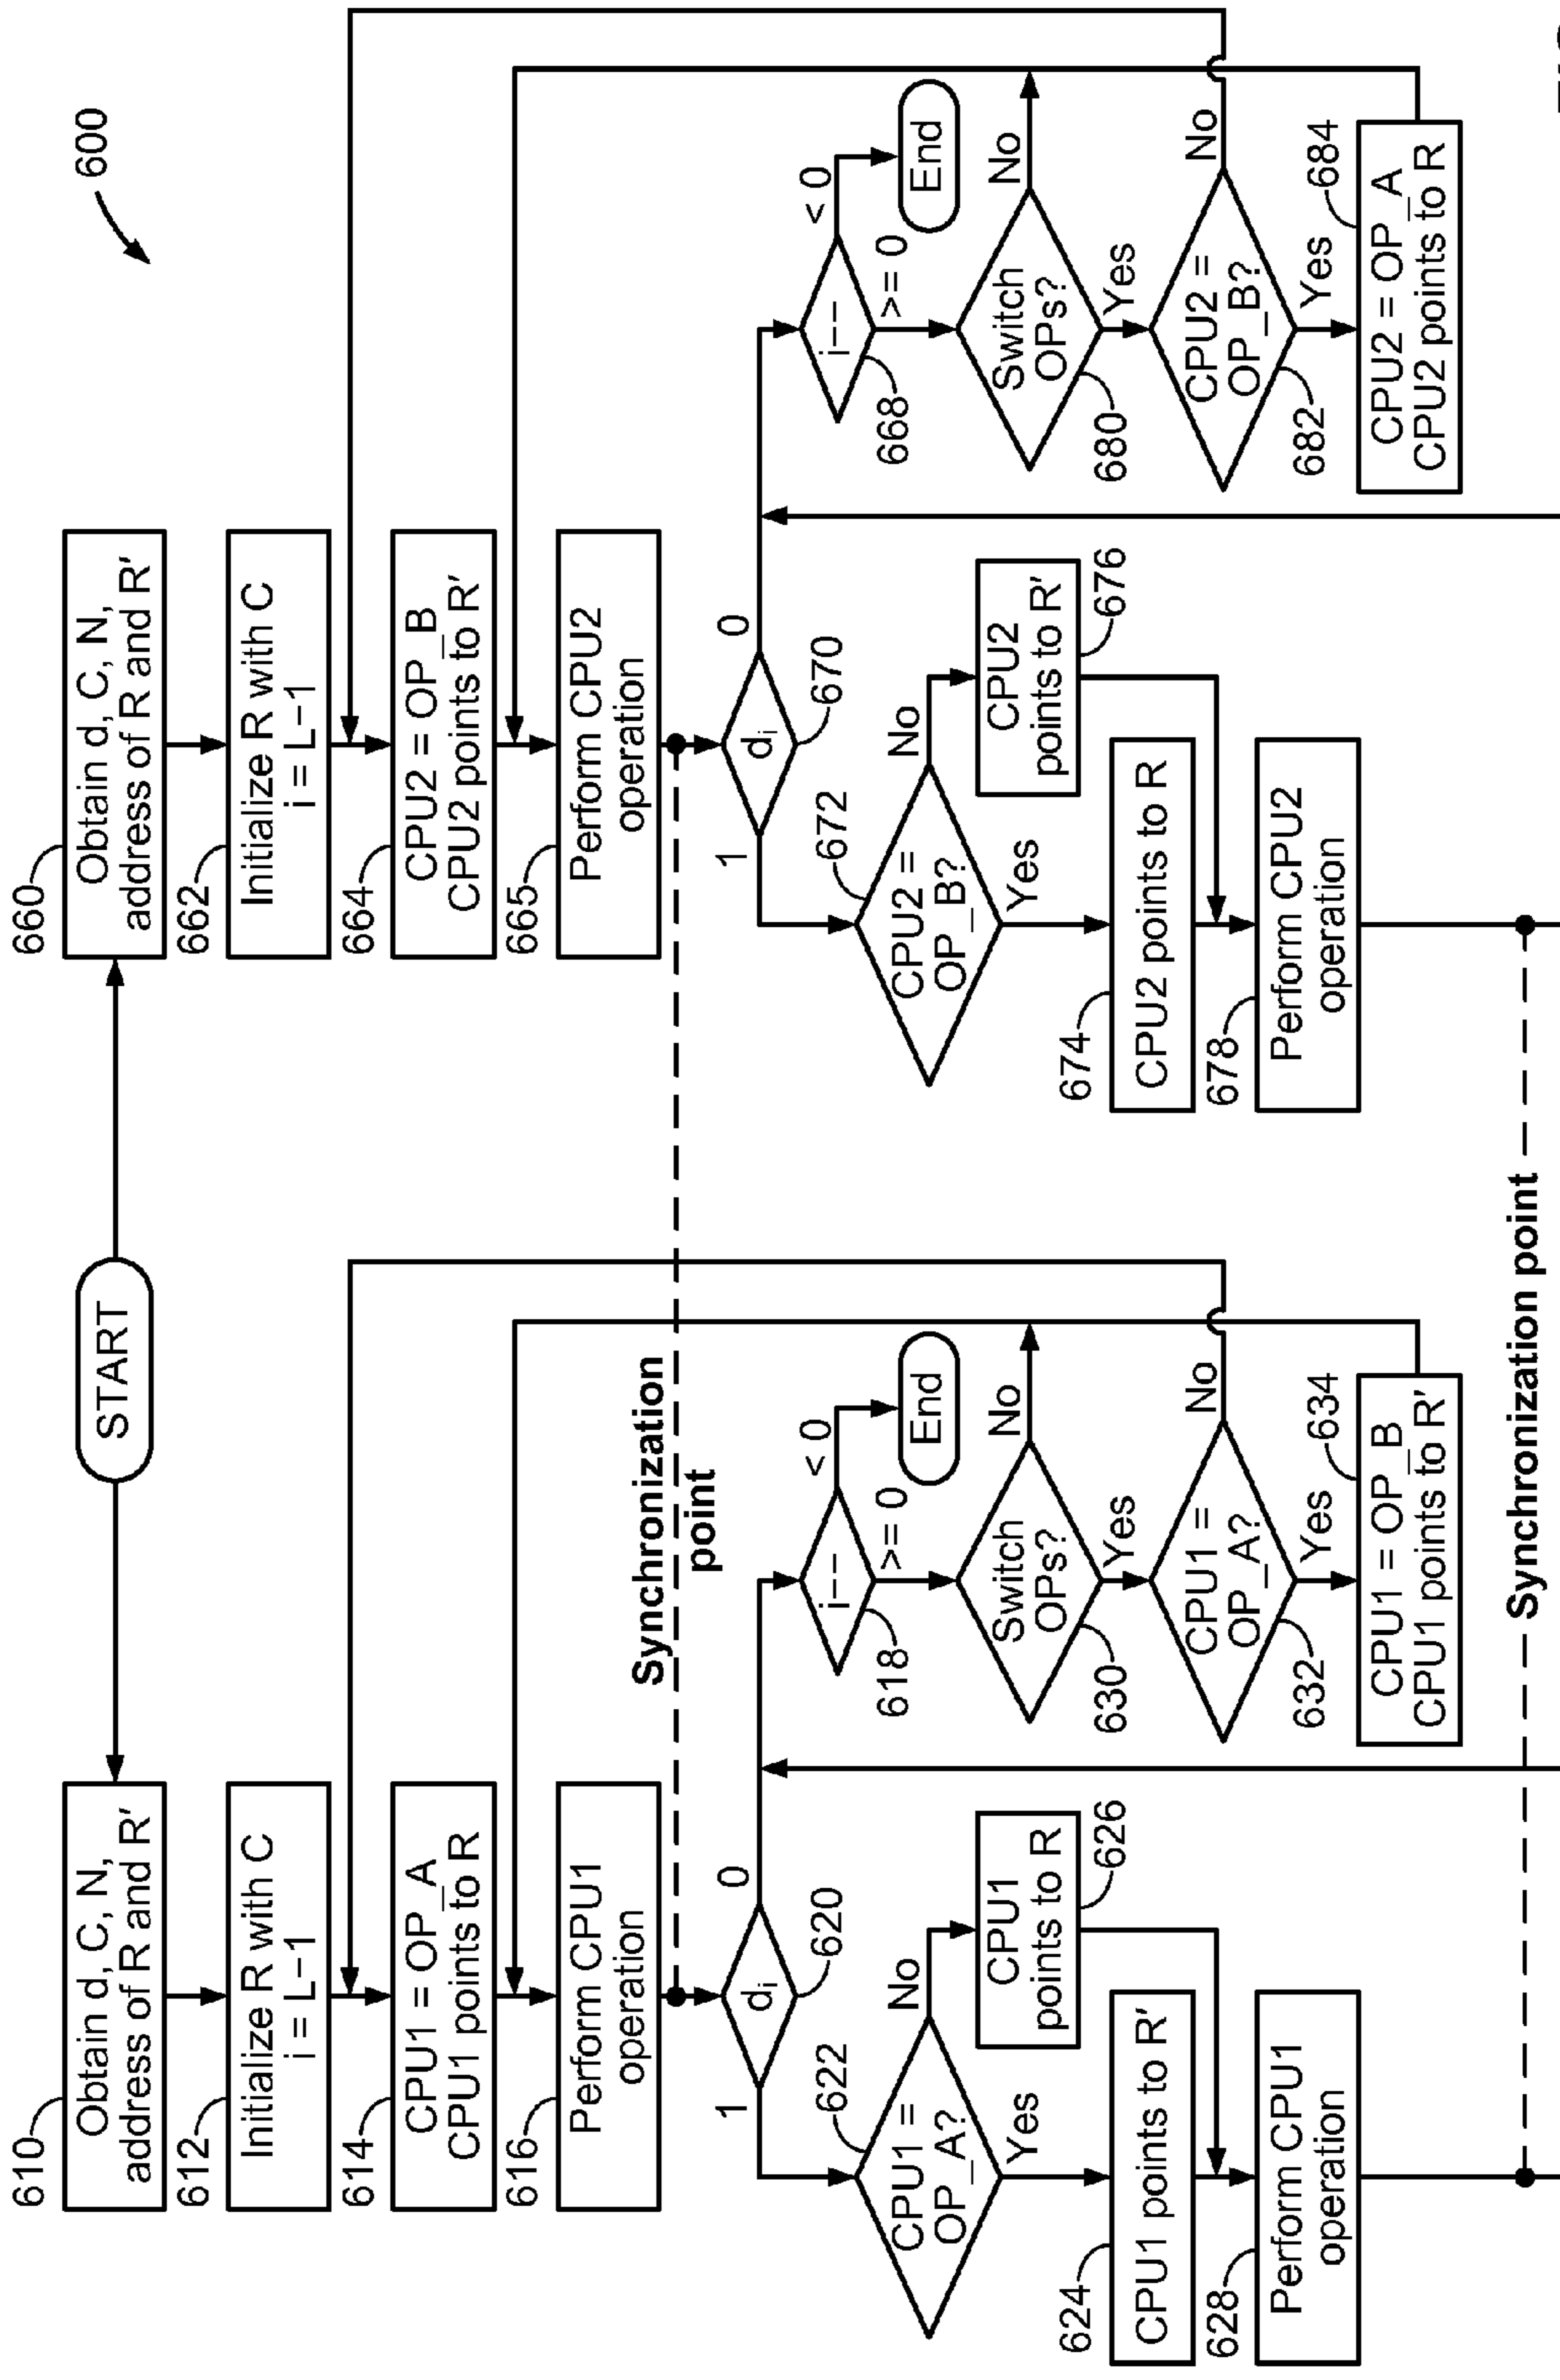 600
START
610
Obtain d, C, N,
address of R and R'
612
Initialize R with C
i = L–1
614
CPU1 = OP_A
CPU1 points to R
616
Perform CPU1
operation
Synchronization
point
620
d i
1
0
622
CPU1 =
OP_A?
No
Yes
624
CPU1 points to R'
CPU1
points to R
626
628
Perform CPU1
operation
618
i––
< 0
>= 0
End
630
Switch
OPs?
No
Yes
632
CPU1 =
OP_A?
No
Yes
634
CPU1 = OP_B
CPU1 points to R'
Synchronization point
660
Obtain d, C, N,
address of R and R'
662
Initialize R with C
i = L–1
664
CPU2 = OP_B
CPU2 points to R'
665
Perform CPU2
operation
670
d i
1
0
672
CPU2 =
OP_B?
No
Yes
674
CPU2 points to R
CPU2
points to R'
676
678
Perform CPU2
operation
668
i––
< 0
>= 0
End
680
Switch
OPs?
No
Yes
682
CPU2 =
OP_B?
No
Yes
684
CPU2 = OP_A
CPU2 points to R